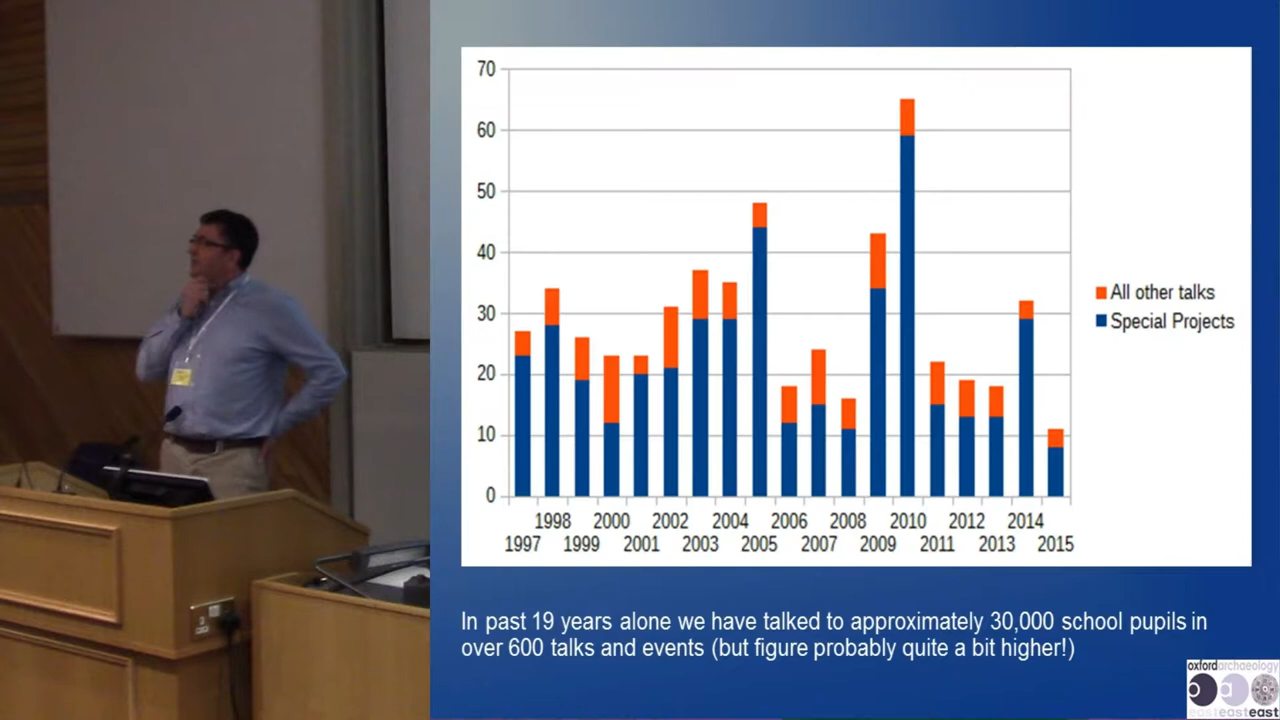 70
60
50
40
30
20
10
0
All other talks
Special Projects
1998 2000 2002 2004 2006 2008 2010 2012 2014
1997 1999 2001 2003 2005 2007 2009 2011 2013 2015
In past 19 years alone we have talked to approximately 30,000 school pupils in
over 600 talks and events (but figure probably quite a bit higher!)
oxfordarchaeology
easteasteast